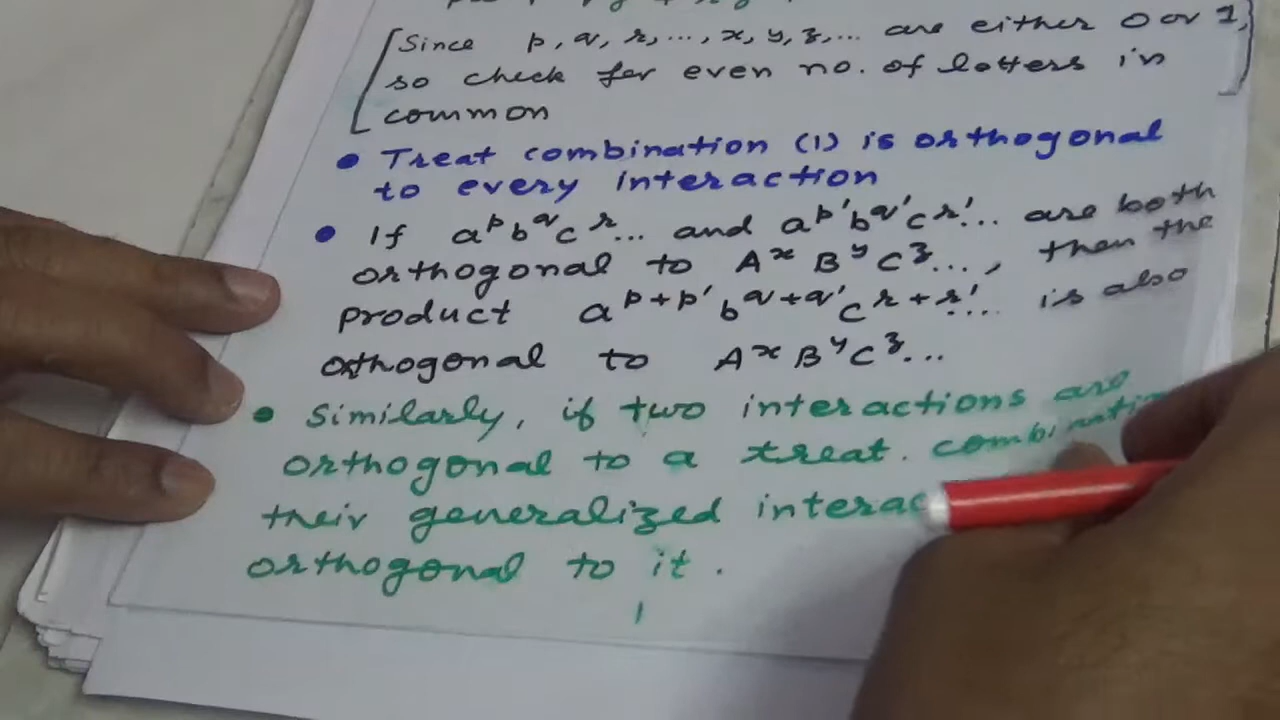 [Since p, q, r, ..., x, y, z, ... are either 0 or 1,
so check for even no. of letters in
common]
• Treat combination (1) is orthogonal
to every interaction
• If a^p b^q c^r ... and a^p' b^q' c^r' ... are both
orthogonal to A^x B^y C^z ..., then the
product a^p+p' b^q+q' c^r+r' ... is also
orthogonal to A^x B^y C^z ...
• Similarly, if two interactions are
orthogonal to a treat. combinatio
their generalized interac
orthogonal to it.